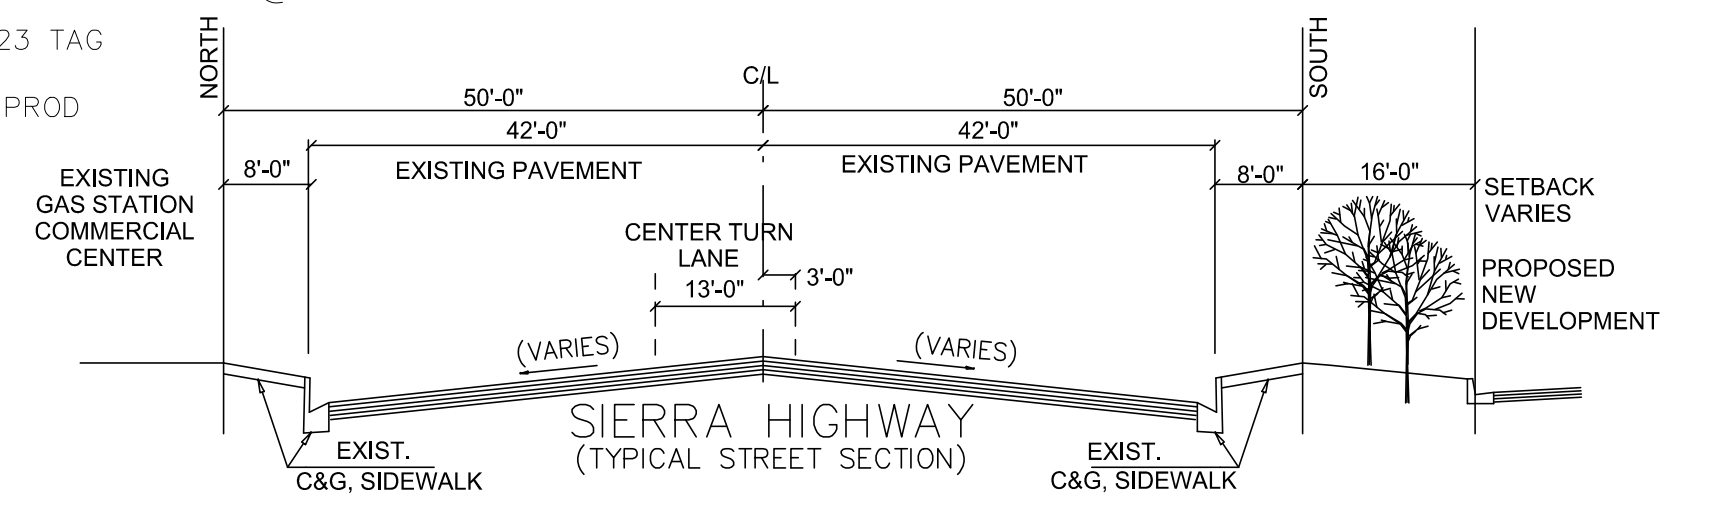 23 TAG
PROD
NORTH
C/L
SOUTH
50'-0"
50'-0"
42'-0"
42'-0"
8'-0"
EXISTING PAVEMENT
EXISTING PAVEMENT
8'-0"
16'-0"
EXISTING
GAS STATION
COMMERCIAL
CENTER
SETBACK
VARIES
CENTER TURN
LANE
3'-0"
13'-0"
PROPOSED
NEW
DEVELOPMENT
(VARIES)
(VARIES)
SIERRA HIGHWAY
(TYPICAL STREET SECTION)
EXIST.
C&G, SIDEWALK
EXIST.
C&G, SIDEWALK